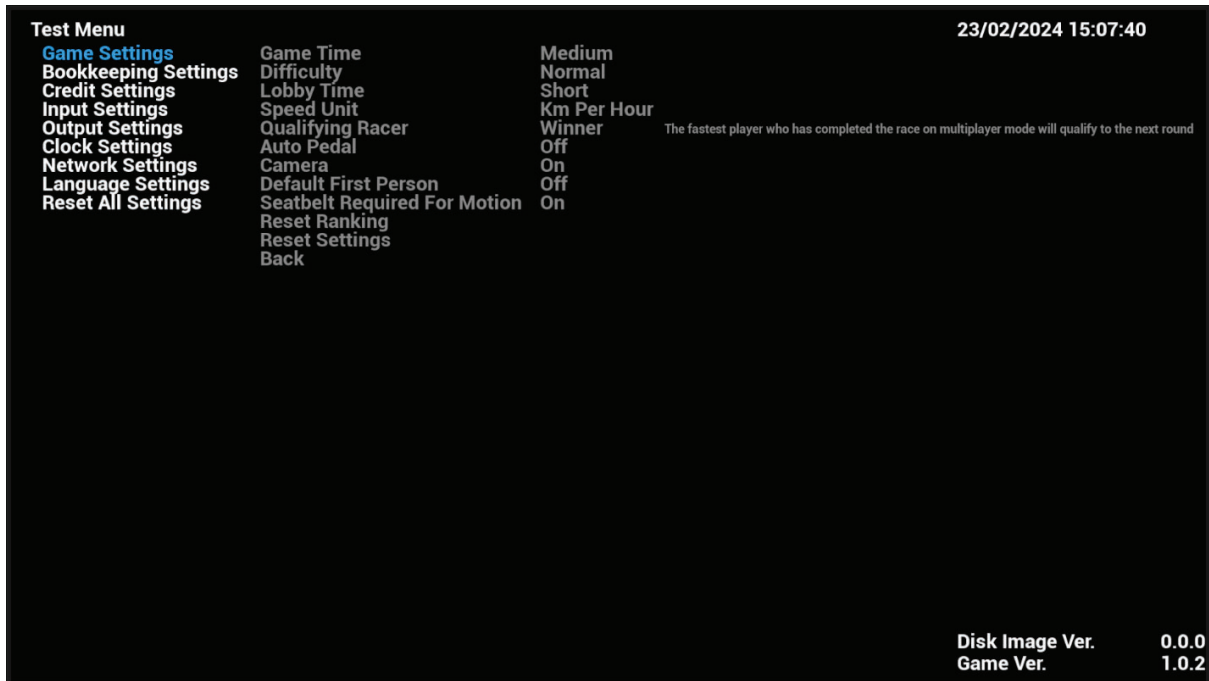 Test Menu 23/02/2024 15:07:40
Game Settings Game Time Medium
Bookkeeping Settings Difficulty Normal
Credit Settings Lobby Time Short
Input Settings Speed Unit Km Per Hour
Output Settings Qualifying Racer Winner The fastest player who has completed the race on multiplayer mode will qualify to the next round
Clock Settings Auto Pedal Off
Network Settings Camera On
Language Settings Default First Person Off
Reset All Settings Seatbelt Required For Motion On
Reset Ranking
Reset Settings
Back
Disk Image Ver. 0.0.0
Game Ver. 1.0.2